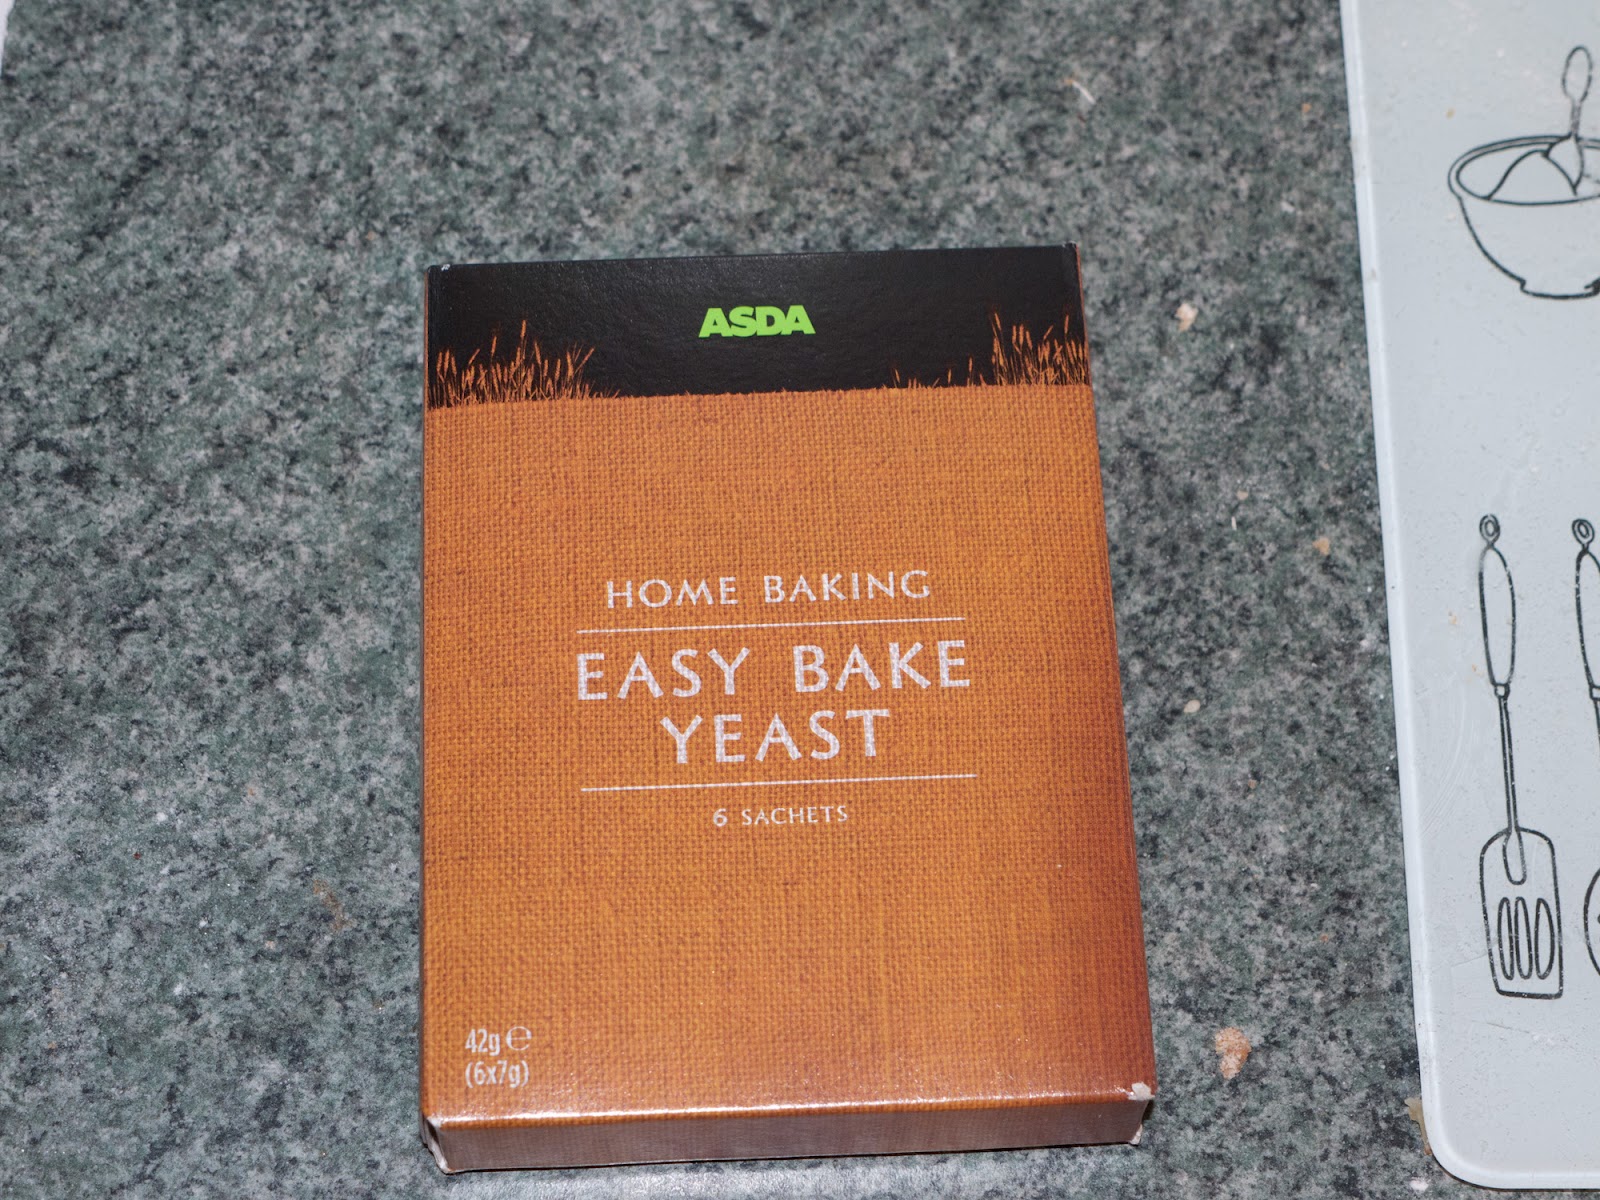 ASDA
HOME BAKING
EASY BAKE
YEAST
6 SACHETS
42g ℮
(6x7g)